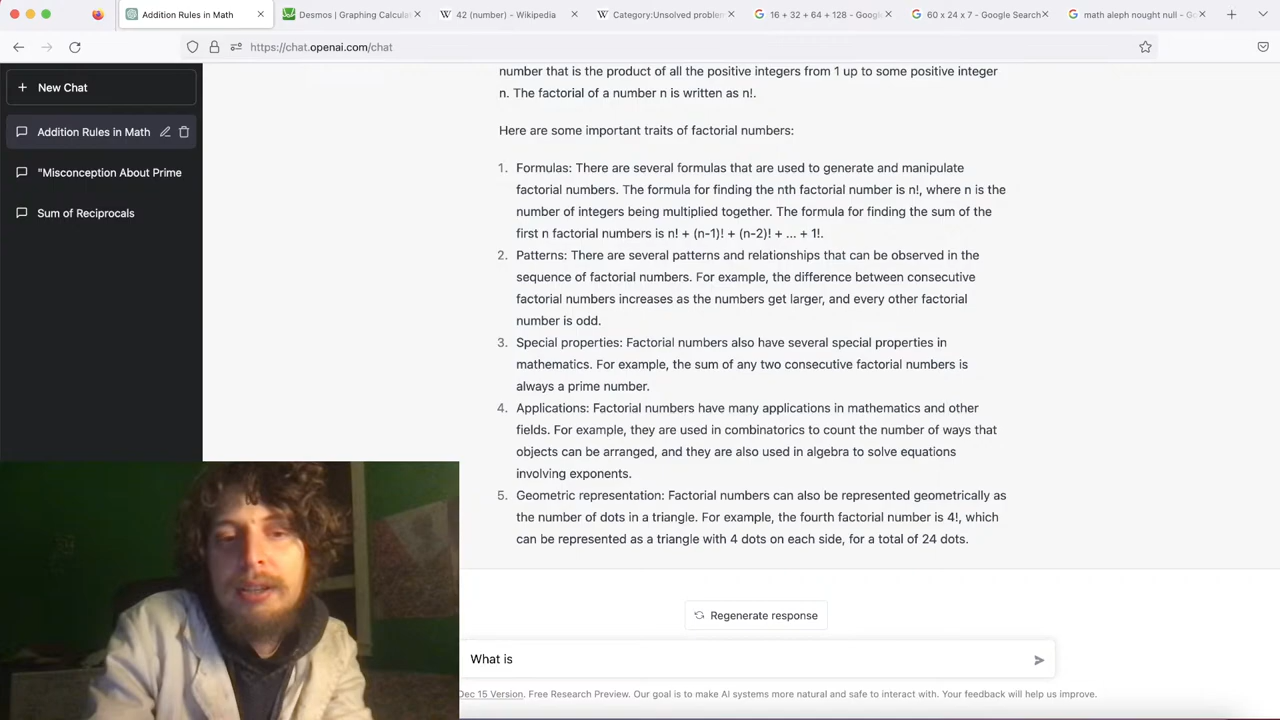 Addition Rules in Math
Desmos | Graphing Calcula
42 (number) – Wikipedia
Category:Unsolved problem
16 + 32 + 64 + 128 - Google
60 x 24 x 7 - Google Search
math aleph nought null - Go
https://chat.openai.com/chat
New Chat
Addition Rules in Math
"Misconception About Prime
Sum of Reciprocals
number that is the product of all the positive integers from 1 up to some positive integer
n. The factorial of a number n is written as n!.
Here are some important traits of factorial numbers:
1. Formulas: There are several formulas that are used to generate and manipulate
factorial numbers. The formula for finding the nth factorial number is n!, where n is the
number of integers being multiplied together. The formula for finding the sum of the
first n factorial numbers is n! + (n-1)! + (n-2)! + ... + 1!.
2. Patterns: There are several patterns and relationships that can be observed in the
sequence of factorial numbers. For example, the difference between consecutive
factorial numbers increases as the numbers get larger, and every other factorial
number is odd.
3. Special properties: Factorial numbers also have several special properties in
mathematics. For example, the sum of any two consecutive factorial numbers is
always a prime number.
4. Applications: Factorial numbers have many applications in mathematics and other
fields. For example, they are used in combinatorics to count the number of ways that
objects can be arranged, and they are also used in algebra to solve equations
involving exponents.
5. Geometric representation: Factorial numbers can also be represented geometrically as
the number of dots in a triangle. For example, the fourth factorial number is 4!, which
can be represented as a triangle with 4 dots on each side, for a total of 24 dots.
Regenerate response
What is
Dec 15 Version. Free Research Preview. Our goal is to make AI systems more natural and safe to interact with. Your feedback will help us improve.